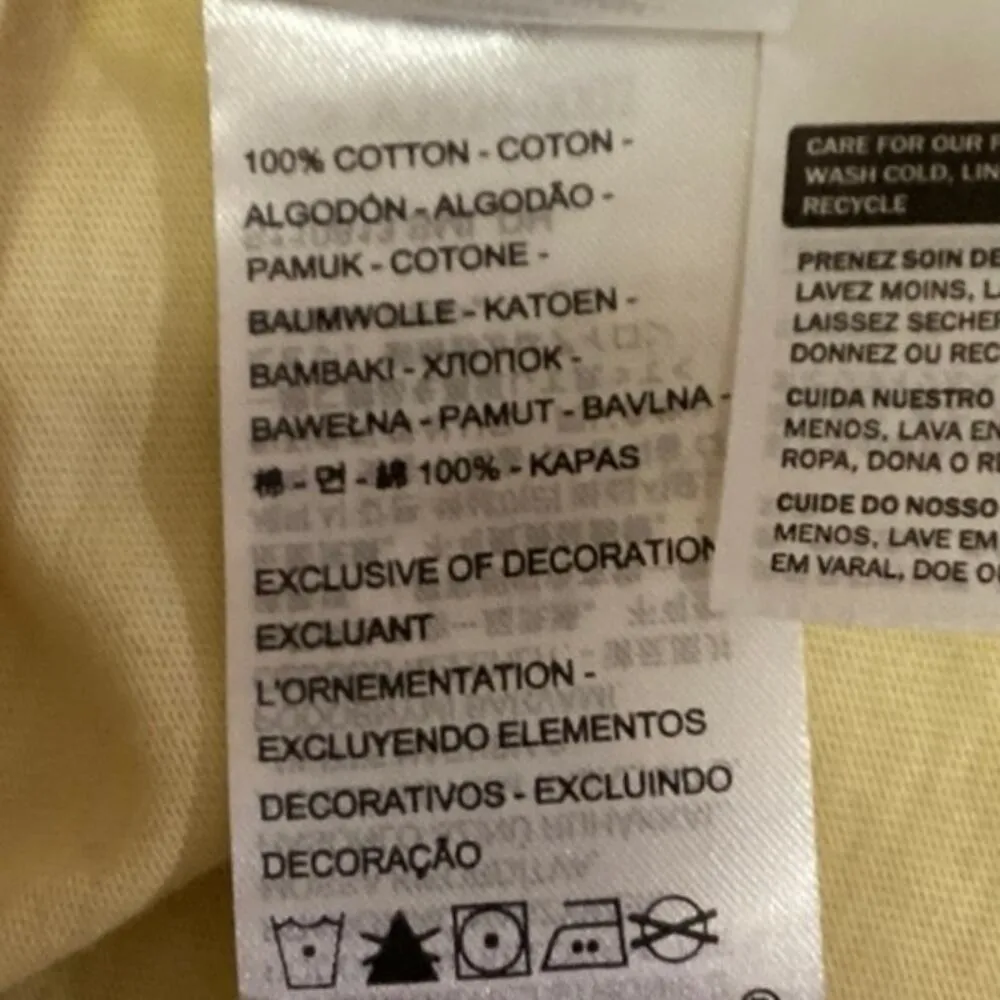 100% COTTON - COTON -
ALGODÓN - ALGODÃO -
PAMUK - COTONE -
BAUMWOLLE - KATOEN -
BAMBAKI - ХЛОПОК -
BAWEŁNA - PAMUT - BAVLNA -
棉 - 면 - 綿 100% - KAPAS
EXCLUSIVE OF DECORATION
EXCLUANT
L'ORNEMENTATION -
EXCLUYENDO ELEMENTOS
DECORATIVOS - EXCLUINDO
DECORAÇÃO
CARE FOR OUR
WASH COLD, LIN
RECYCLE
PRENEZ SOIN DE
LAVEZ MOINS,
LAISSEZ SECHER
DONNEZ OU REC
CUIDA NUESTRO
MENOS, LAVA EN
ROPA, DONA O RE
CUIDE DO NOSSO
MENOS, LAVE EM
EM VARAL, DOE OU